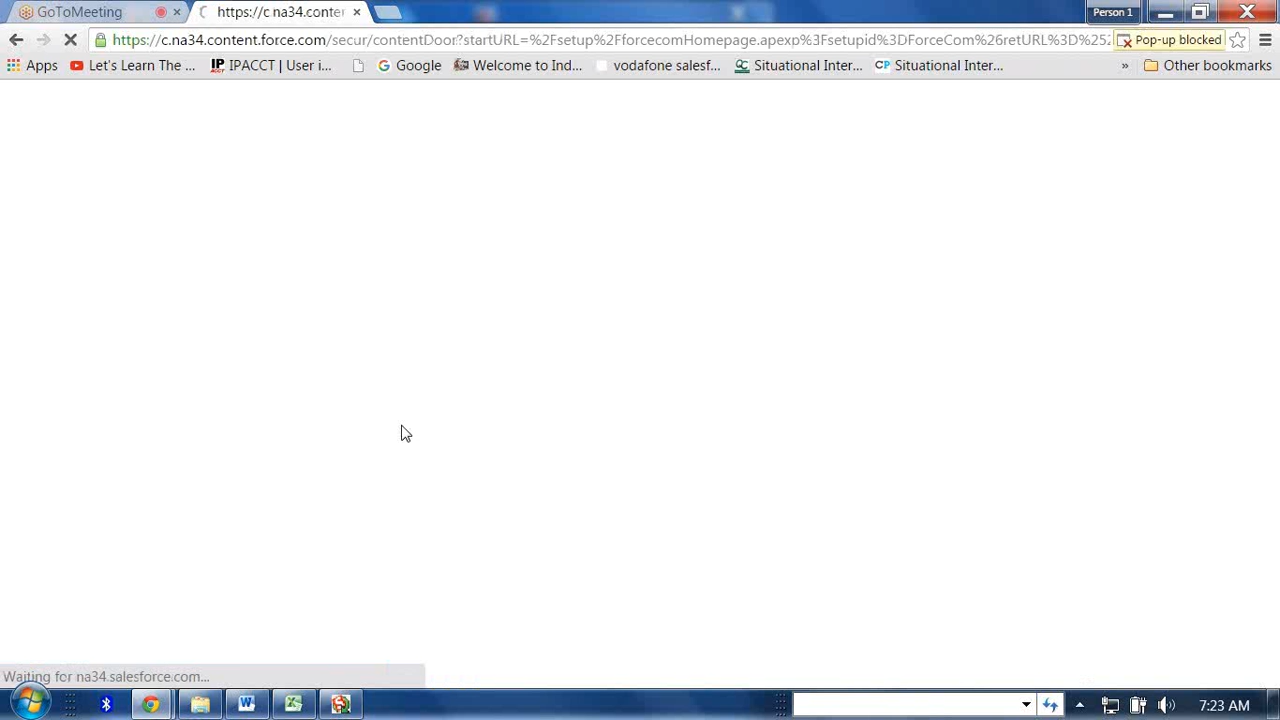 GoToMeeting
https://c.na34.conter
Person 1
https://c.na34.content.force.com/secur/contentDoor?startURL=%2Fsetup%2FforcecomHomepage.apexp%3Fsetupid%3DForceCom%26retURL%3D%25
Pop-up blocked
Apps
Let's Learn The ...
IPACCT | User i...
Google
Welcome to Ind...
vodafone salesf...
Situational Inter...
CP Situational Inter...
»
Other bookmarks
Waiting for na34.salesforce.com...
7:23 AM